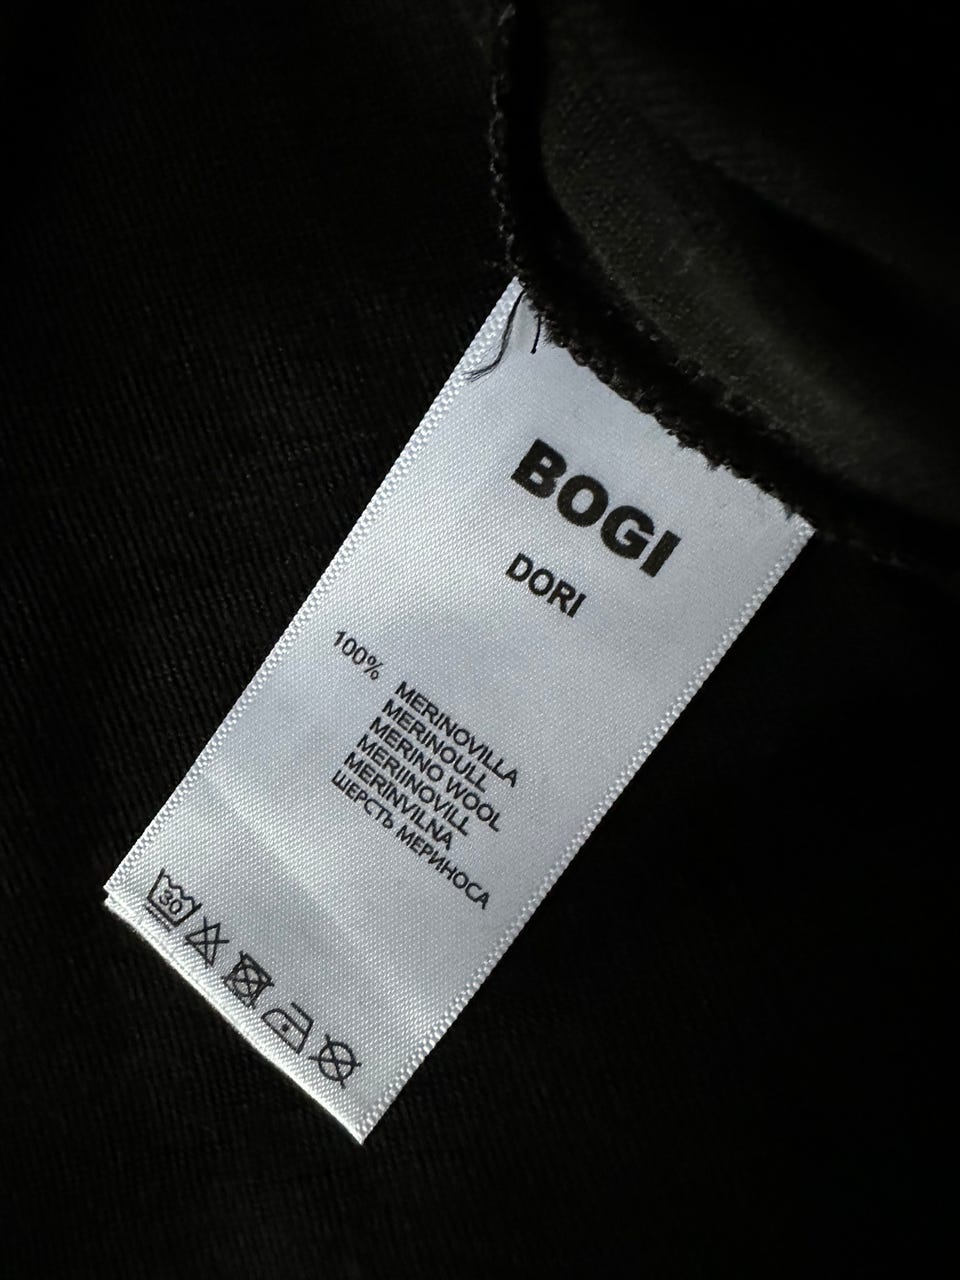 BOGI
DORI
100%
MERINOVILLA
MERINOULL
MERINO WOOL
MERIINOVILL
MERINVILNA
ШЕРСТЬ МЕРИНОСА
30